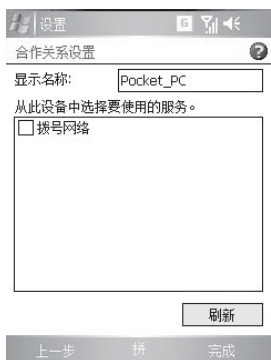 设置 G
合作关系设置
显示名称: Pocket_PC
从此设备中选择要使用的服务。
拨号网络
刷新
上一步 拼 完成